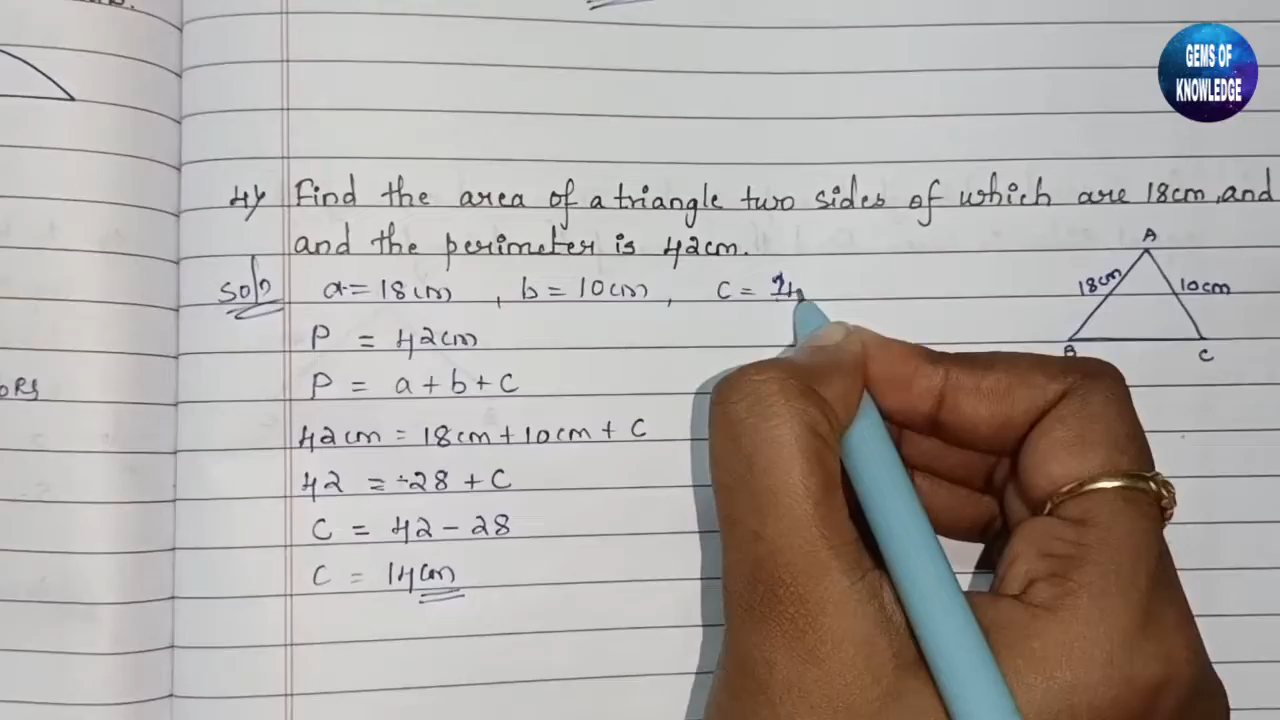 GEMS OF
KNOWLEDGE
4) Find the area of a triangle two sides of which are 18cm, and
and the perimeter is 42cm.
A
Soln a = 18cm , b = 10cm , c =
18cm 10cm
P = 42cm
B C
P = a + b + c
42cm = 18cm + 10cm + c
42 = 28 + c
c = 42 - 28
c = 14cm